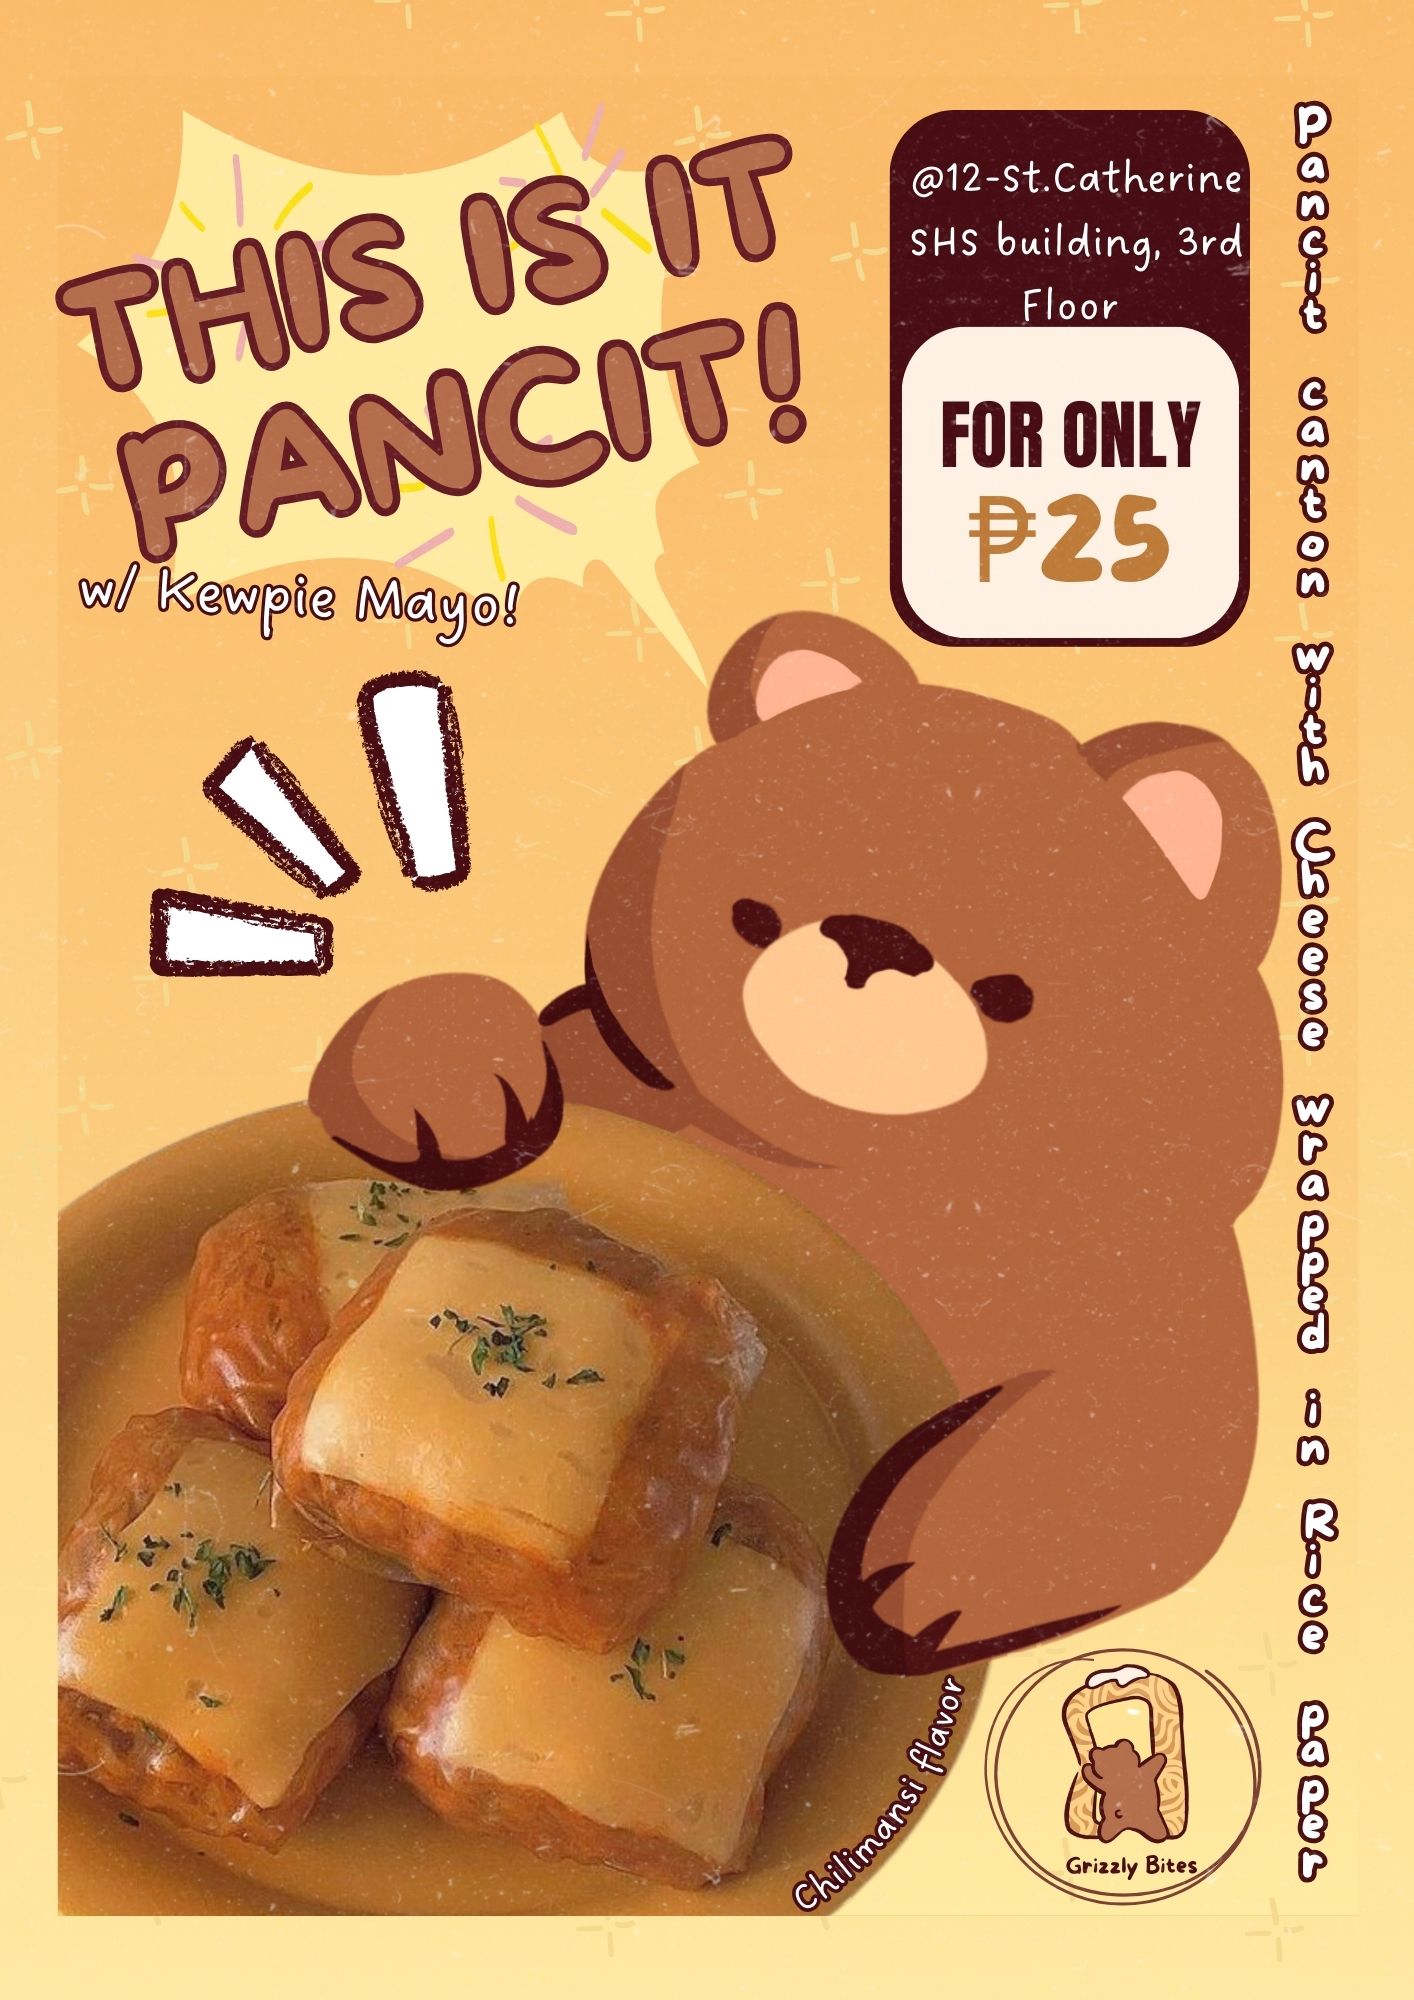 THIS IS IT
PANCIT!
w/ Kewpie Mayo!
@12-St.Catherine
SHS building, 3rd
Floor
FOR ONLY
₱25
Pancit canton with Cheese wrapped in Rice paper
Chilimansi flavor
Grizzly Bites